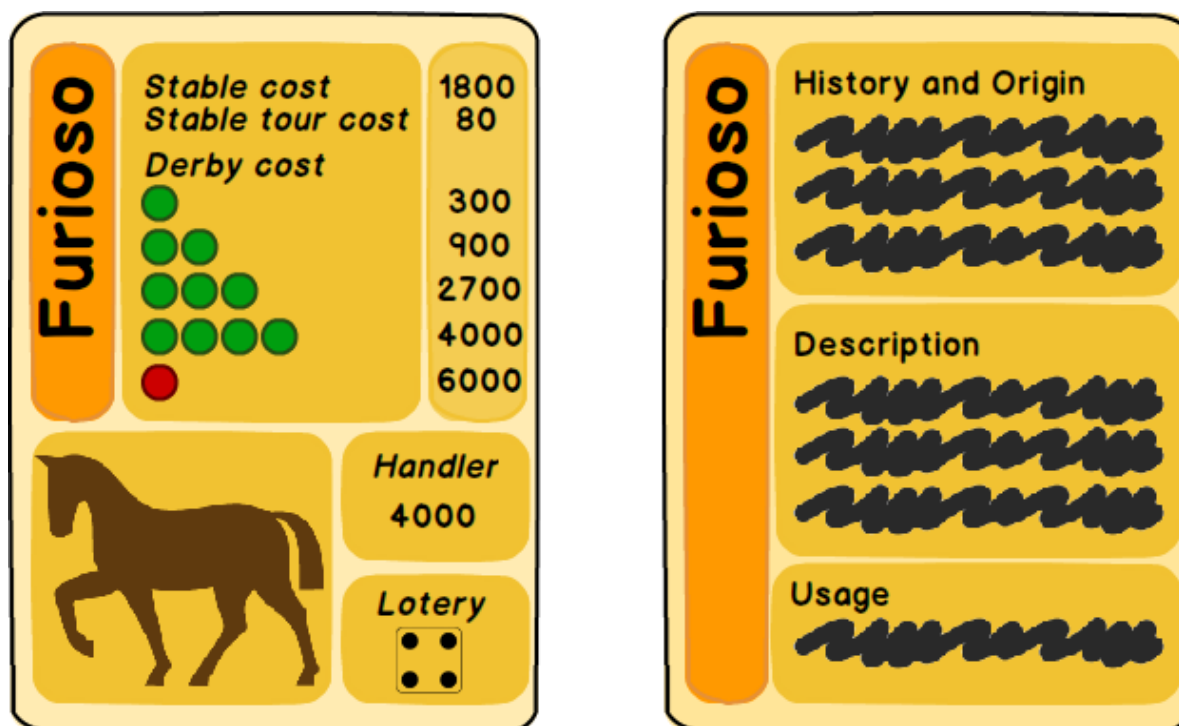 Furioso
Stable cost 1800
Stable tour cost 80
Derby cost
300
900
2700
4000
6000
Handler
4000
Lotery
Furioso
History and Origin
Description
Usage